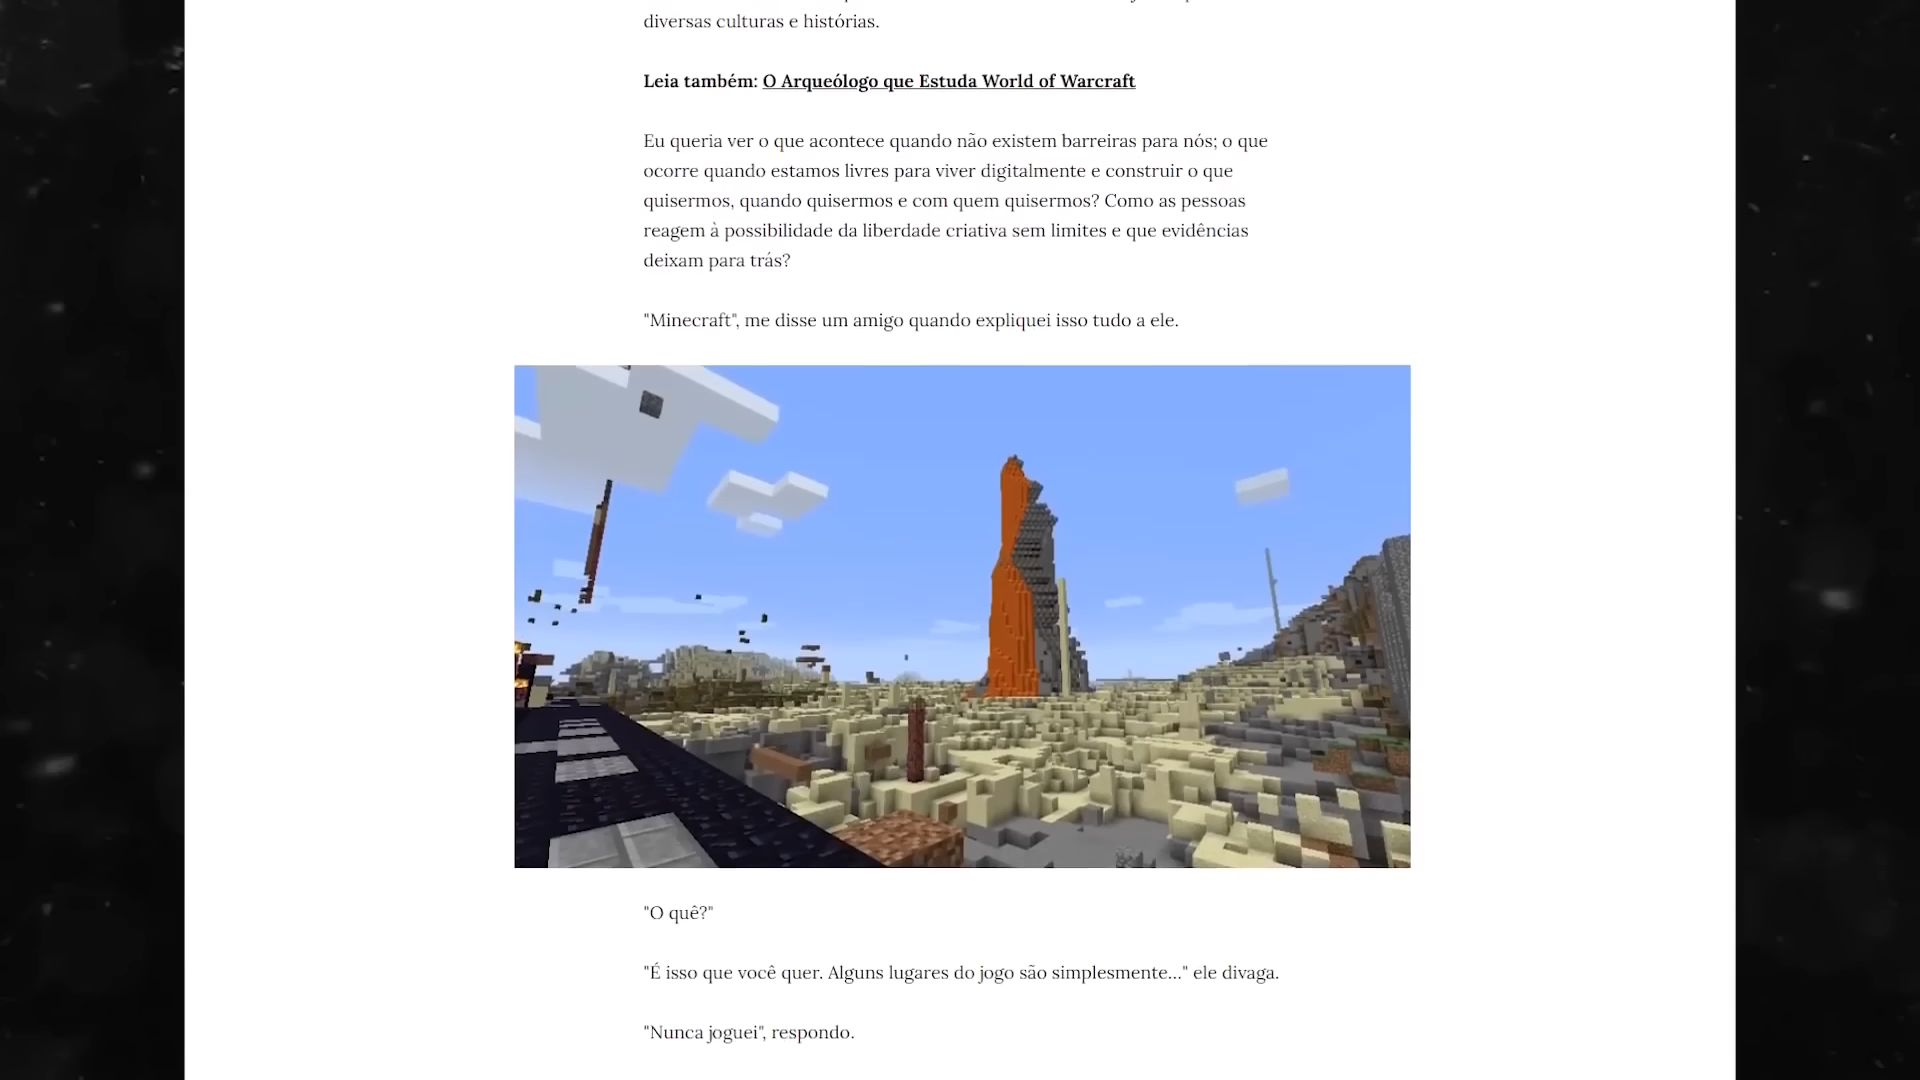 diversas culturas e histórias.
Leia também: O Arqueólogo que Estuda World of Warcraft
Eu queria ver o que acontece quando não existem barreiras para nós; o que
ocorre quando estamos livres para viver digitalmente e construir o que
quisermos, quando quisermos e com quem quisermos? Como as pessoas
reagem à possibilidade da liberdade criativa sem limites e que evidências
deixam para trás?
"Minecraft", me disse um amigo quando expliquei isso tudo a ele.
"O quê?"
"É isso que você quer. Alguns lugares do jogo são simplesmente…" ele divaga.
"Nunca joguei", respondo.